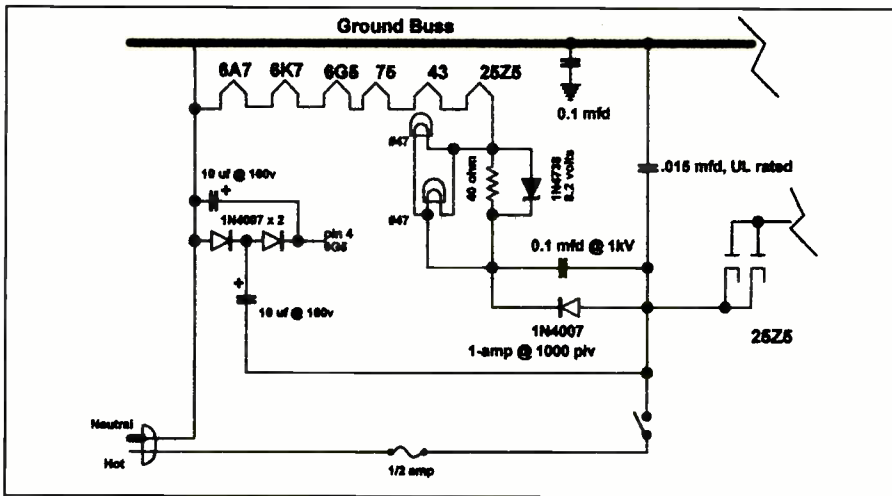 Ground Buss
6A7 6K7 6G5 75 43 25Z5
0.1 mfd
#47
40 ohm
1N4738
8.2 volts
.015 mfd, UL rated
10 uf @ 160v
+
1N4007 x 2
pin 4
6G5
#47
0.1 mfd @ 1kV
+
10 uf @ 160v
1N4007
1-amp @ 1000 piv
25Z5
Neutral
Hot
1/2 amp